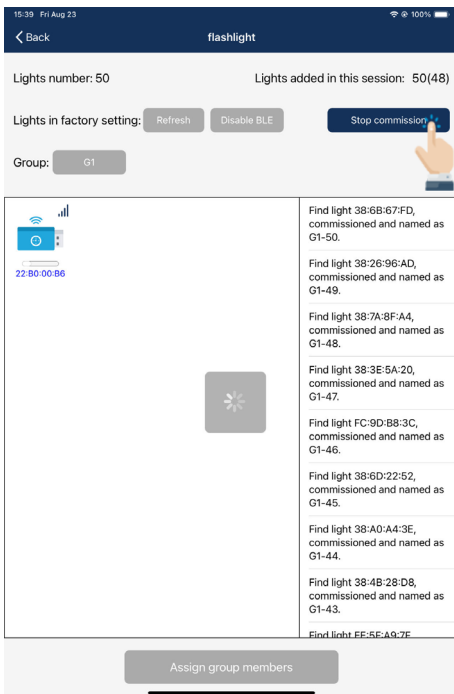 15:39 Fri Aug 23
100%
Back
flashlight
Lights number: 50
Lights added in this session: 50(48)
Lights in factory setting:
Refresh
Disable BLE
Stop commission
Group:
G1
22:B0:00:B6
Find light 38:6B:67:FD,
commissioned and named as
G1-50.
Find light 38:26:96:AD,
commissioned and named as
G1-49.
Find light 38:7A:8F:A4,
commissioned and named as
G1-48.
Find light 38:3E:5A:20,
commissioned and named as
G1-47.
Find light FC:9D:B8:3C,
commissioned and named as
G1-46.
Find light 38:6D:22:52,
commissioned and named as
G1-45.
Find light 38:A0:A4:3E,
commissioned and named as
G1-44.
Find light 38:4B:28:D8,
commissioned and named as
G1-43.
Find light
Assign group members